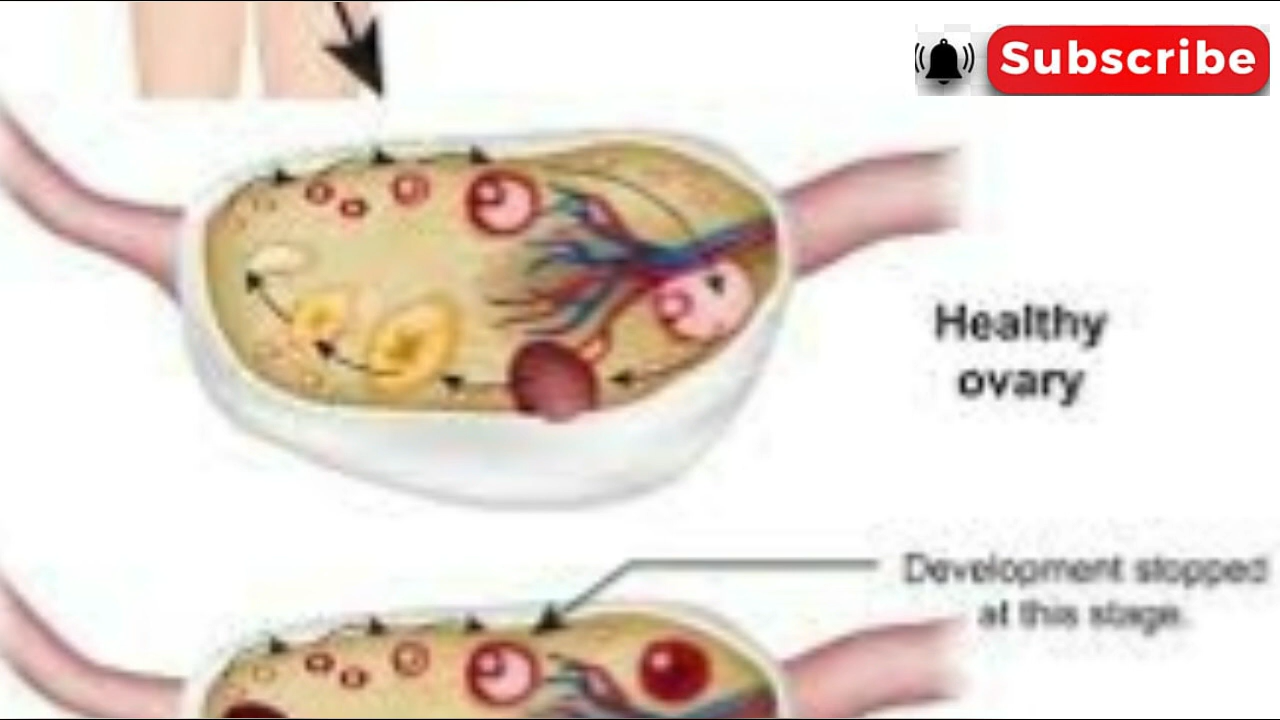 Subscribe
Healthy
ovary
Development stopped
at this stage.